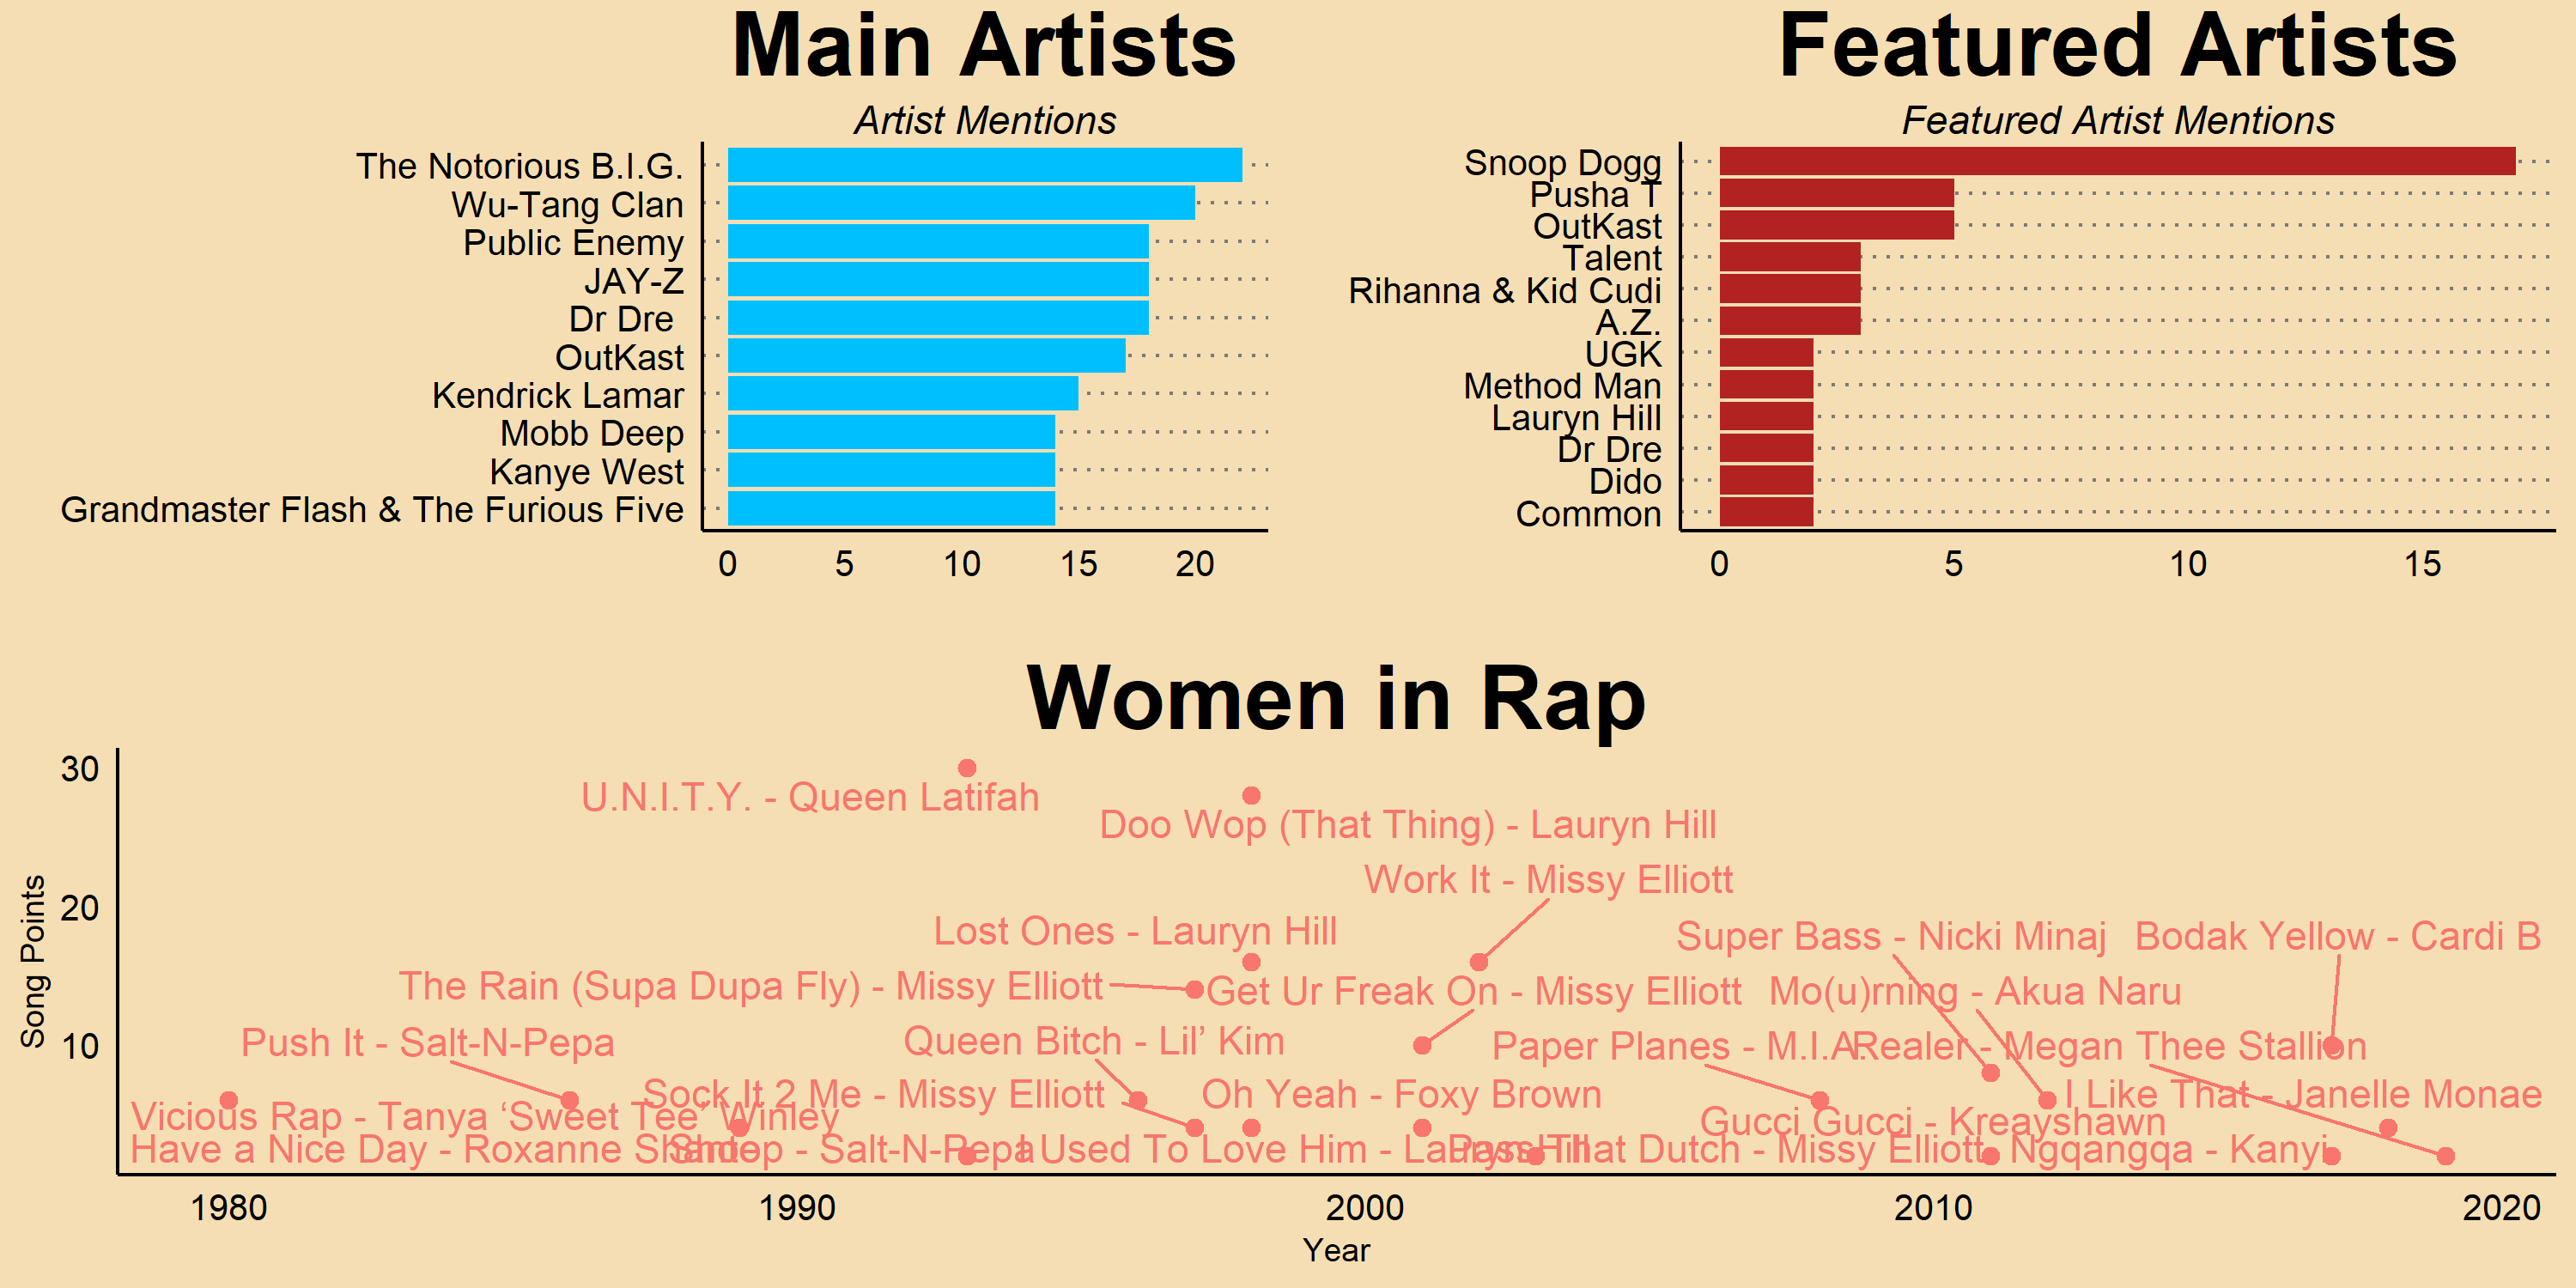 Main Artists
Artist Mentions
The Notorious B.I.G.
Wu-Tang Clan
Public Enemy
JAY-Z
Dr Dre
OutKast
Kendrick Lamar
Mobb Deep
Kanye West
Grandmaster Flash & The Furious Five
0 5 10 15 20
Featured Artists
Featured Artist Mentions
Snoop Dogg
Pusha T
OutKast
Talent
Rihanna & Kid Cudi
A.Z.
UGK
Method Man
Lauryn Hill
Dr Dre
Dido
Common
0 5 10 15
Women in Rap
Song Points
30
20
10
U.N.I.T.Y. - Queen Latifah
Doo Wop (That Thing) - Lauryn Hill
Work It - Missy Elliott
Lost Ones - Lauryn Hill
Super Bass - Nicki Minaj
Bodak Yellow - Cardi B
The Rain (Supa Dupa Fly) - Missy Elliott
Get Ur Freak On - Missy Elliott
Mo(u)rning - Akua Naru
Push It - Salt-N-Pepa
Queen Bitch - Lil’ Kim
Paper Planes - M.I.A.
Realer - Megan Thee Stallion
Sock It 2 Me - Missy Elliott
Oh Yeah - Foxy Brown
I Like That - Janelle Monae
Vicious Rap - Tanya ‘Sweet Tee’ Winley
Gucci Gucci - Kreayshawn
Have a Nice Day - Roxanne Shante
Shoop - Salt-N-Pepa
I Used To Love Him - Lauryn Hill
Pass That Dutch - Missy Elliott
Ngqangqa - Kanyi
1980 1990 2000 2010 2020
Year